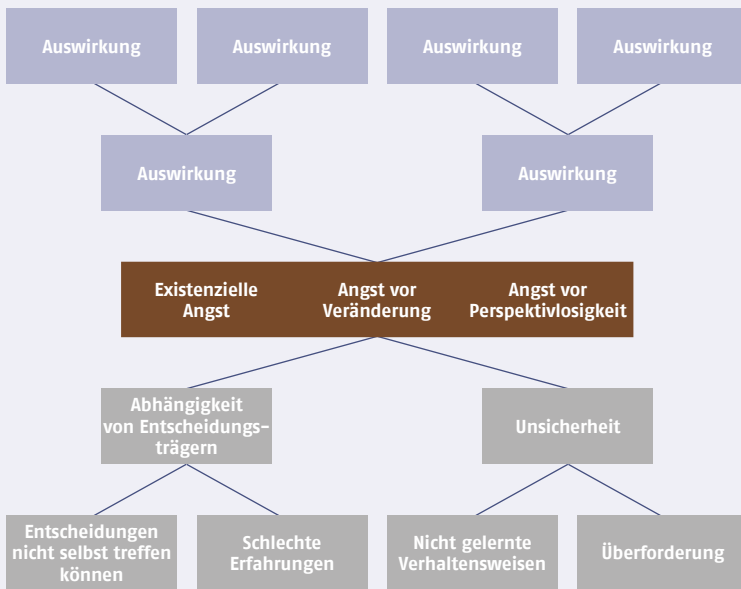 Auswirkung
Auswirkung
Auswirkung
Auswirkung
Auswirkung
Auswirkung
Existenzielle
Angst
Angst vor
Veränderung
Angst vor
Perspektivlosigkeit
Abhängigkeit
von Entscheidungs-
trägern
Unsicherheit
Entscheidungen
nicht selbst treffen
können
Schlechte
Erfahrungen
Nicht gelernte
Verhaltensweisen
Überforderung